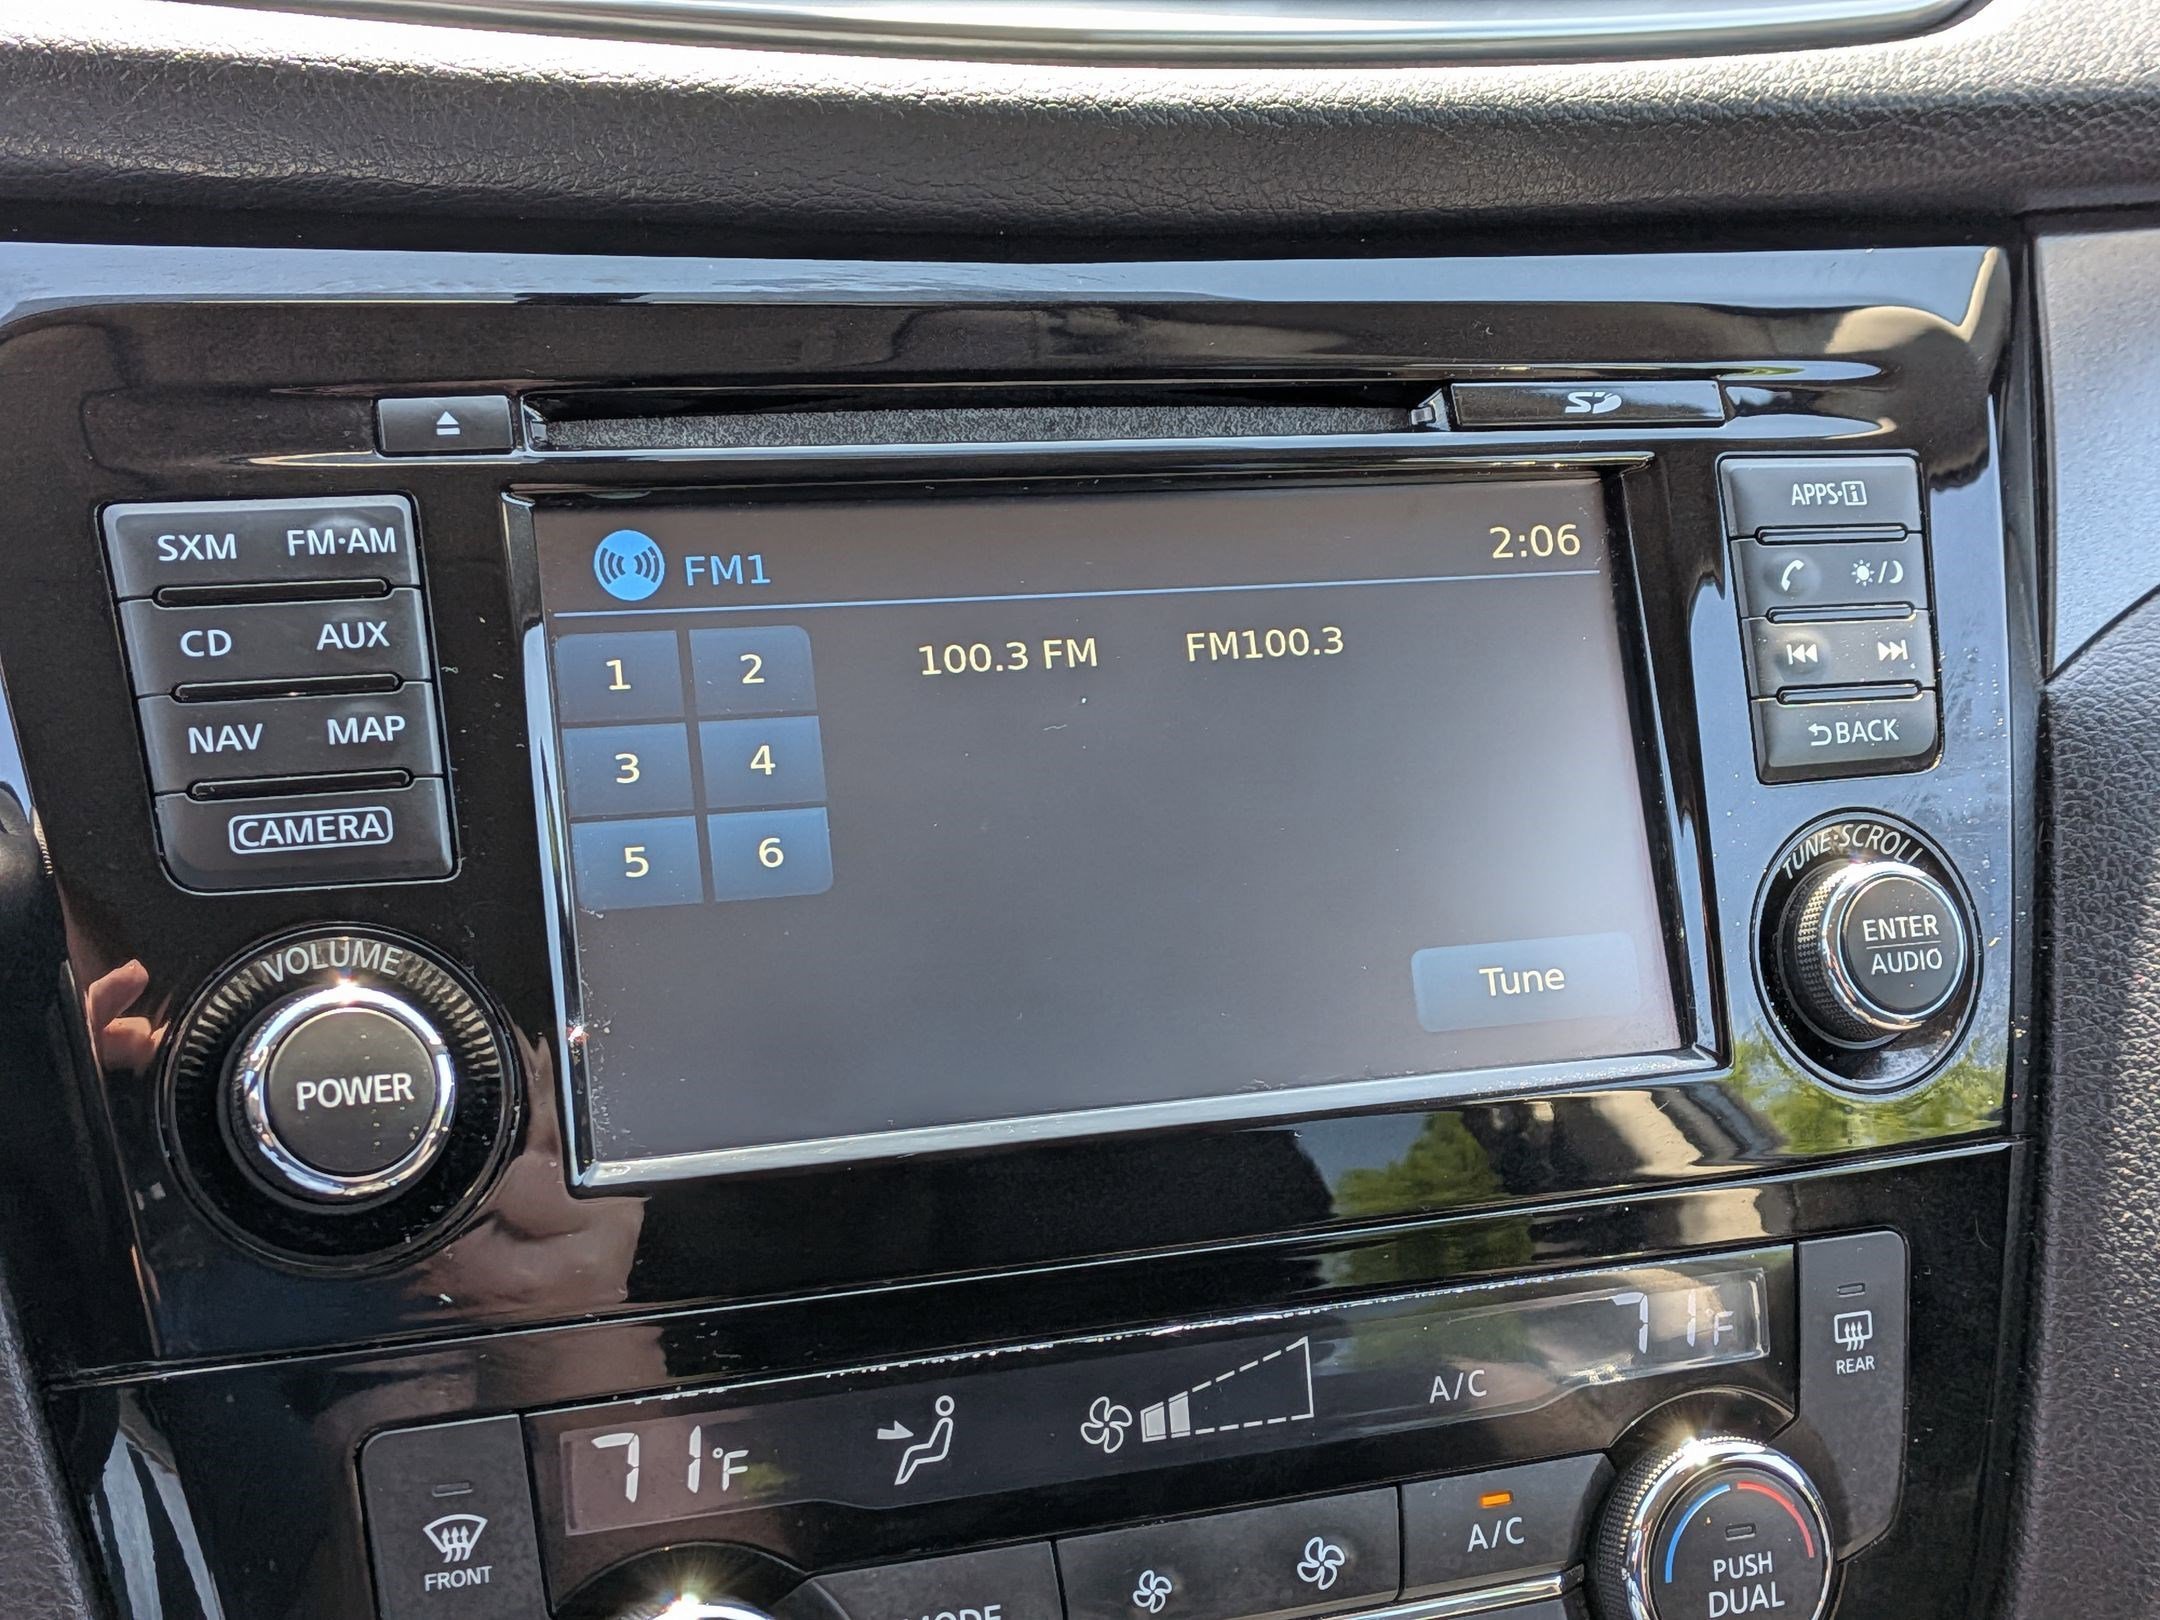 SD
APPS·i
SXM FM·AM
CD AUX
NAV MAP
CAMERA
FM1 2:06
1 2 100.3 FM FM100.3
3 4
5 6
Tune
BACK
TUNE·SCROLL
ENTER
AUDIO
VOLUME
POWER
71°F A/C 71°F
REAR
FRONT
MODE
A/C
PUSH
DUAL